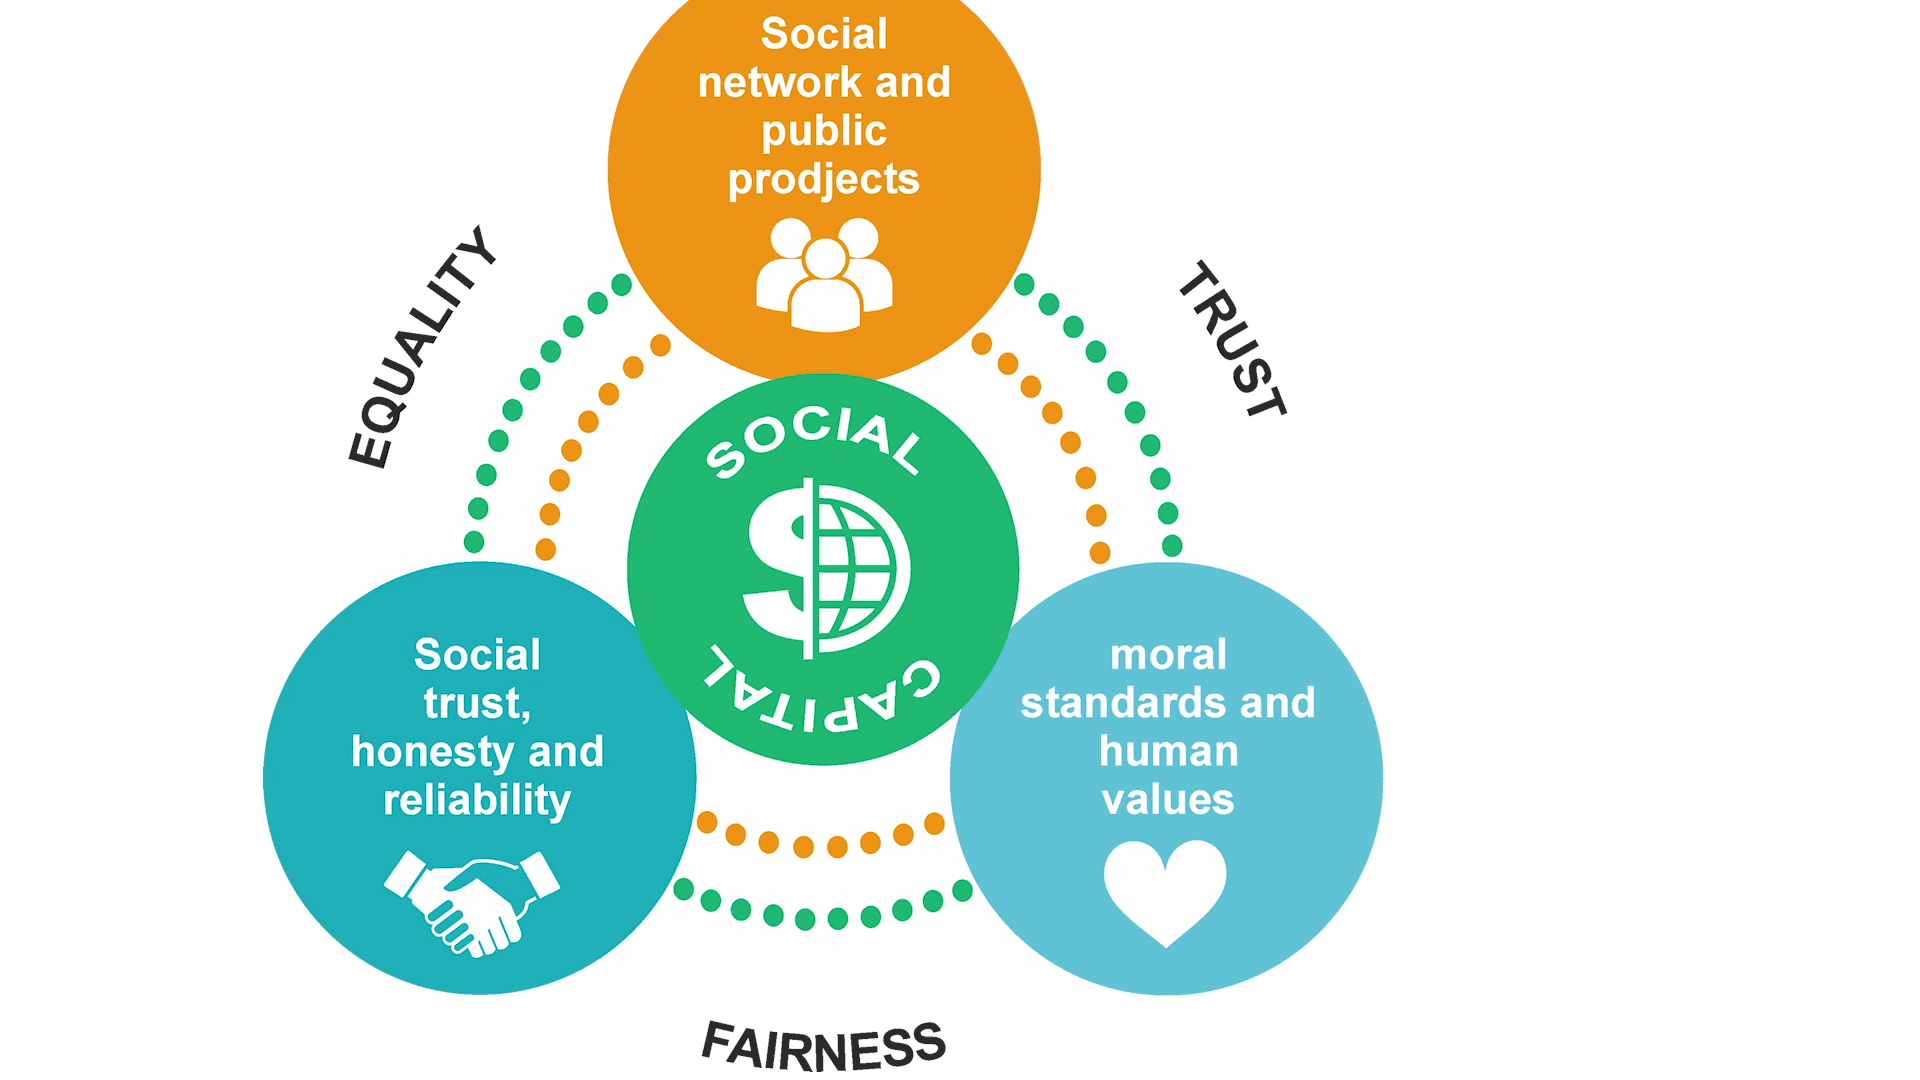 Social
network and
public
prodjects
EQUALITY
TRUST
SOCIAL
CAPITAL
Social
trust,
honesty and
reliability
moral
standards and
human
values
FAIRNESS